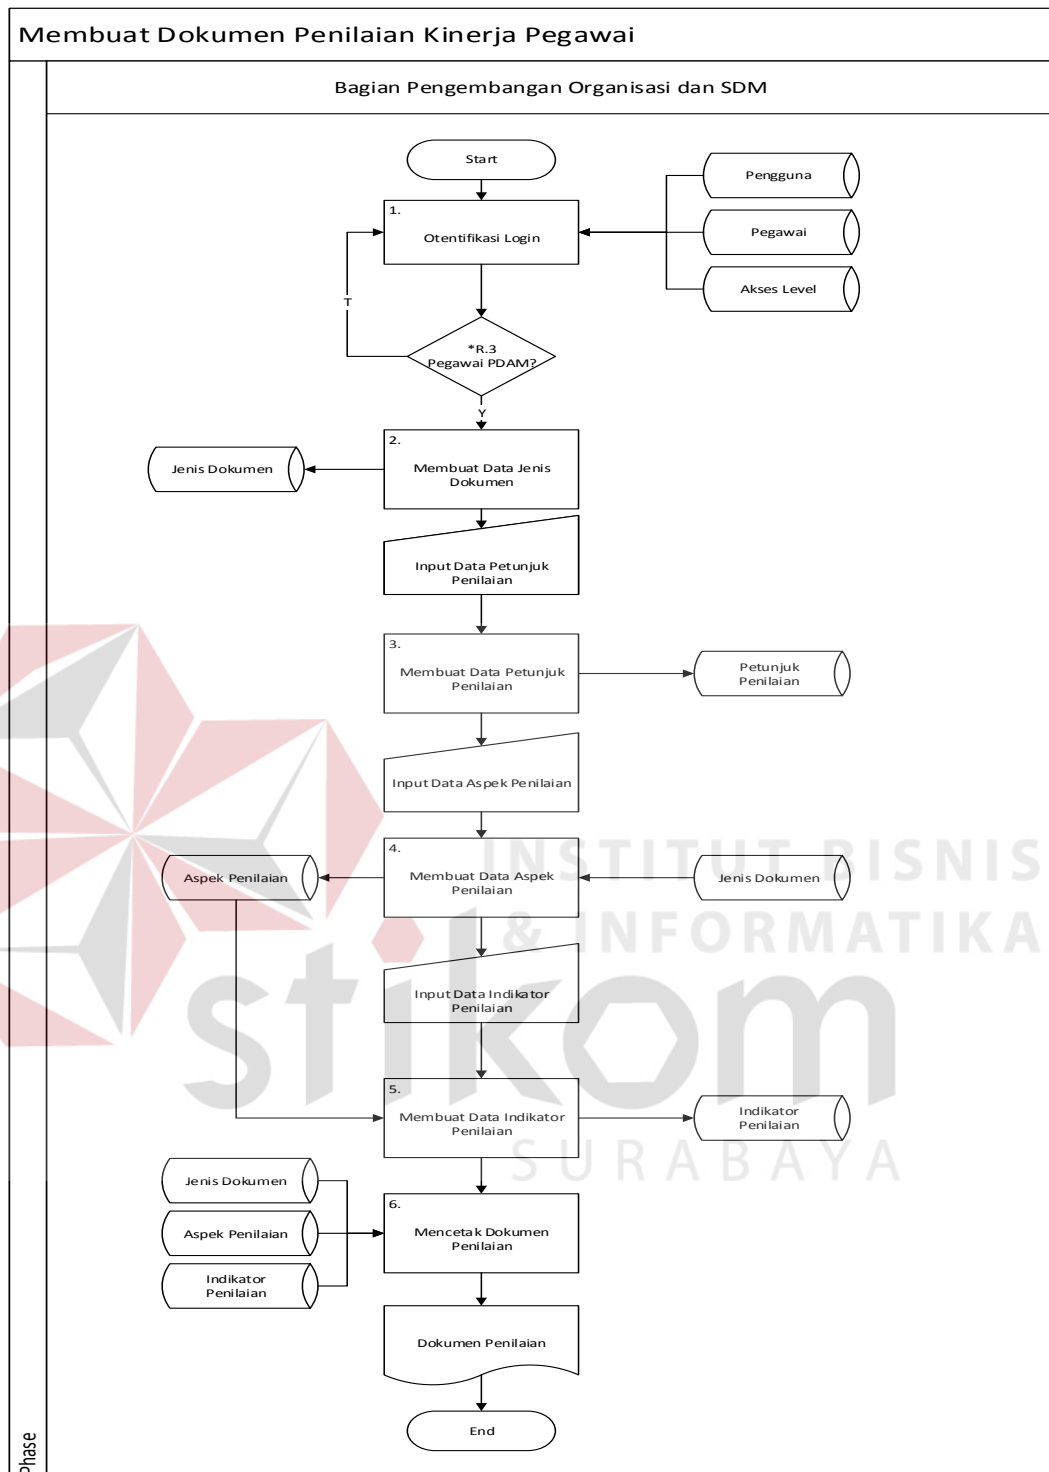 Membuat Dokumen Penilaian Kinerja Pegawai
Bagian Pengembangan Organisasi dan SDM
Phase
Start
1.
Otentifikasi Login
Pengguna
Pegawai
Akses Level
T
*R.3
Pegawai PDAM?
Y
2.
Membuat Data Jenis
Dokumen
Jenis Dokumen
Input Data Petunjuk
Penilaian
3.
Membuat Data Petunjuk
Penilaian
Petunjuk
Penilaian
Input Data Aspek Penilaian
4.
Membuat Data Aspek
Penilaian
Aspek Penilaian
Jenis Dokumen
Input Data Indikator
Penilaian
5.
Membuat Data Indikator
Penilaian
Indikator
Penilaian
Jenis Dokumen
Aspek Penilaian
Indikator
Penilaian
6.
Mencetak Dokumen
Penilaian
Dokumen Penilaian
End
INSTITUT BISNIS
& INFORMATIKA
stikom
SURABAYA